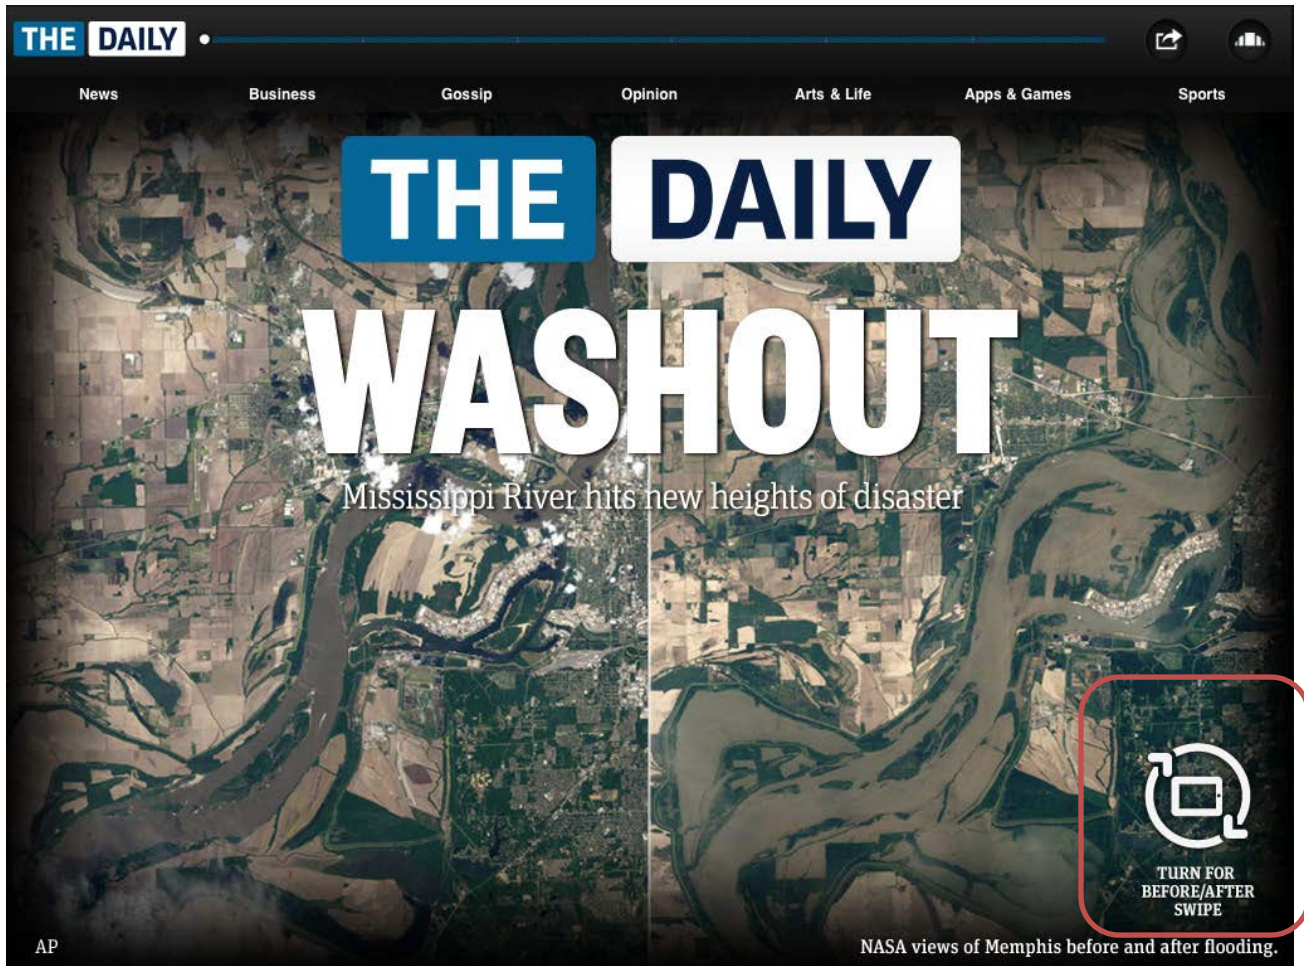 THE DAILY
News Business Gossip Opinion Arts & Life Apps & Games Sports
THE DAILY
WASHOUT
Mississippi River hits new heights of disaster
TURN FOR
BEFORE/AFTER
SWIPE
AP
NASA views of Memphis before and after flooding.